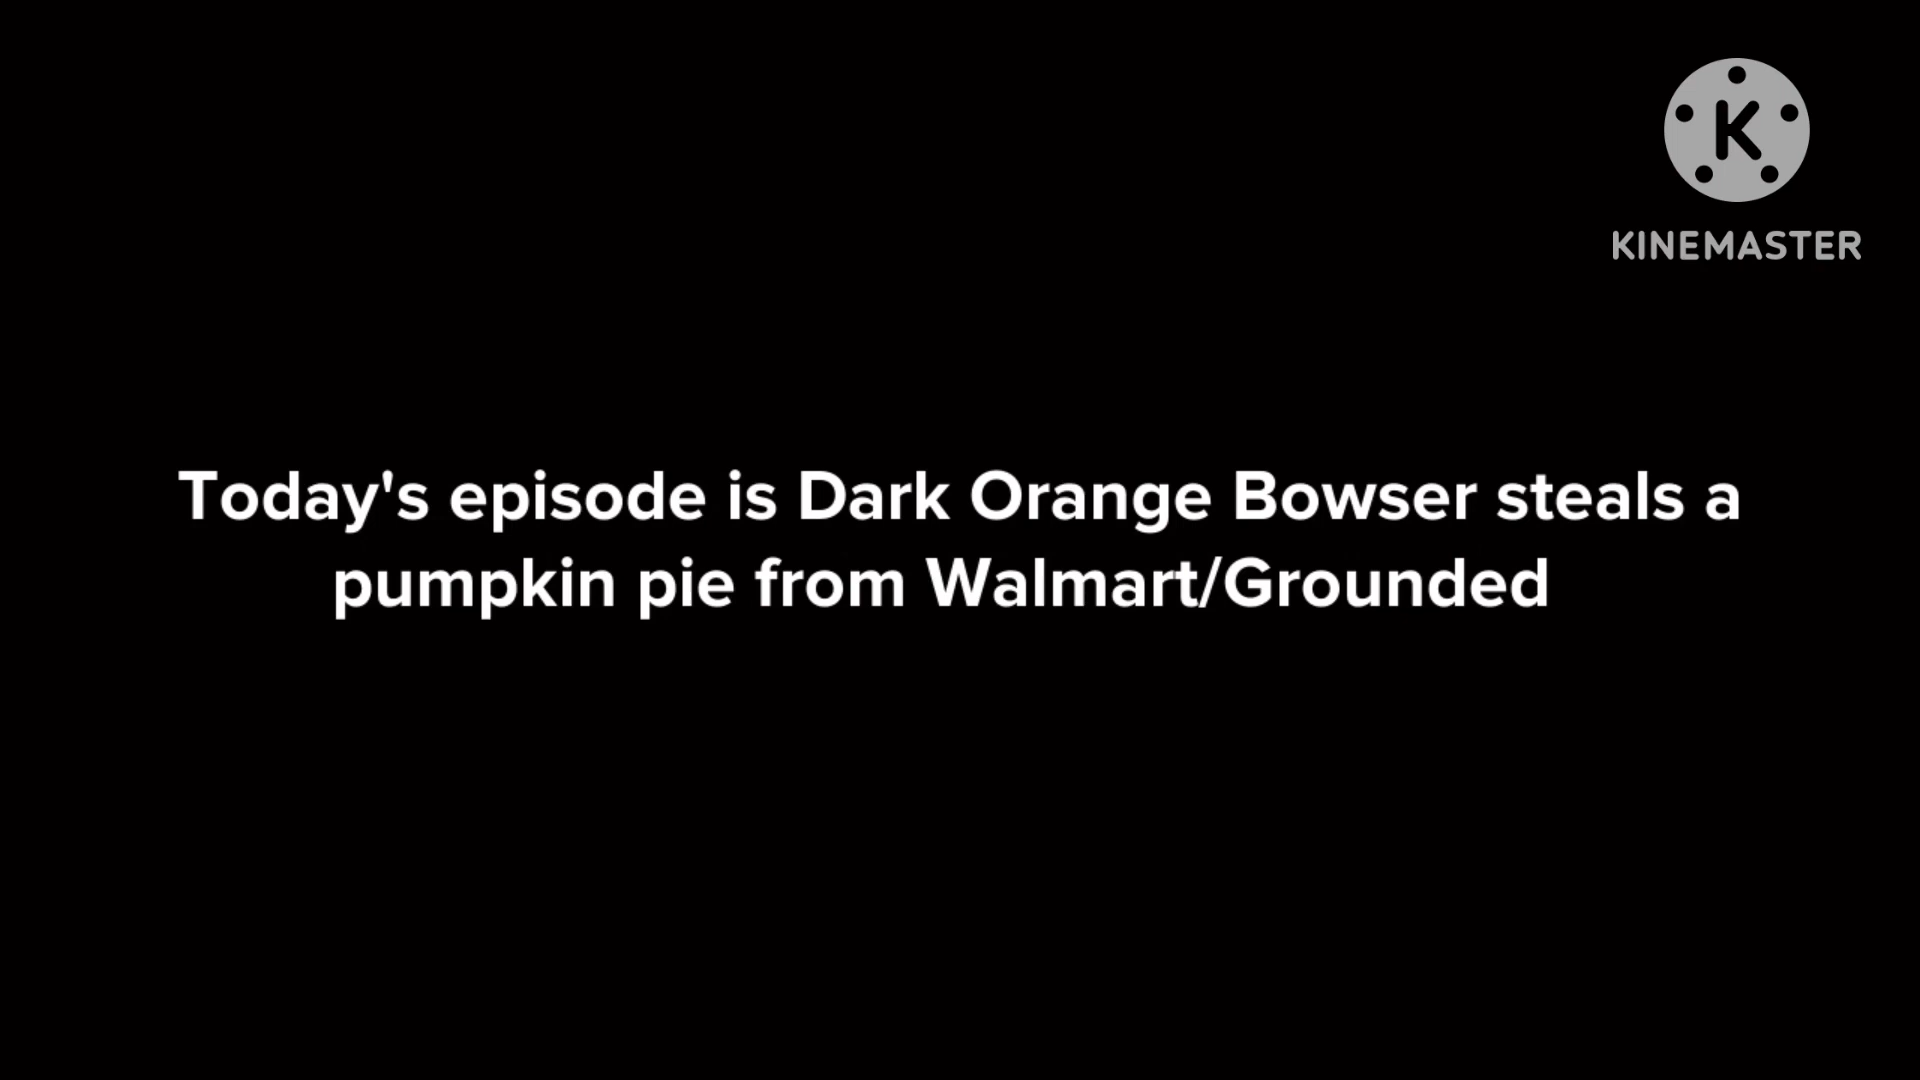 K
KINEMASTER
Today's episode is Dark Orange Bowser steals a
pumpkin pie from Walmart/Grounded